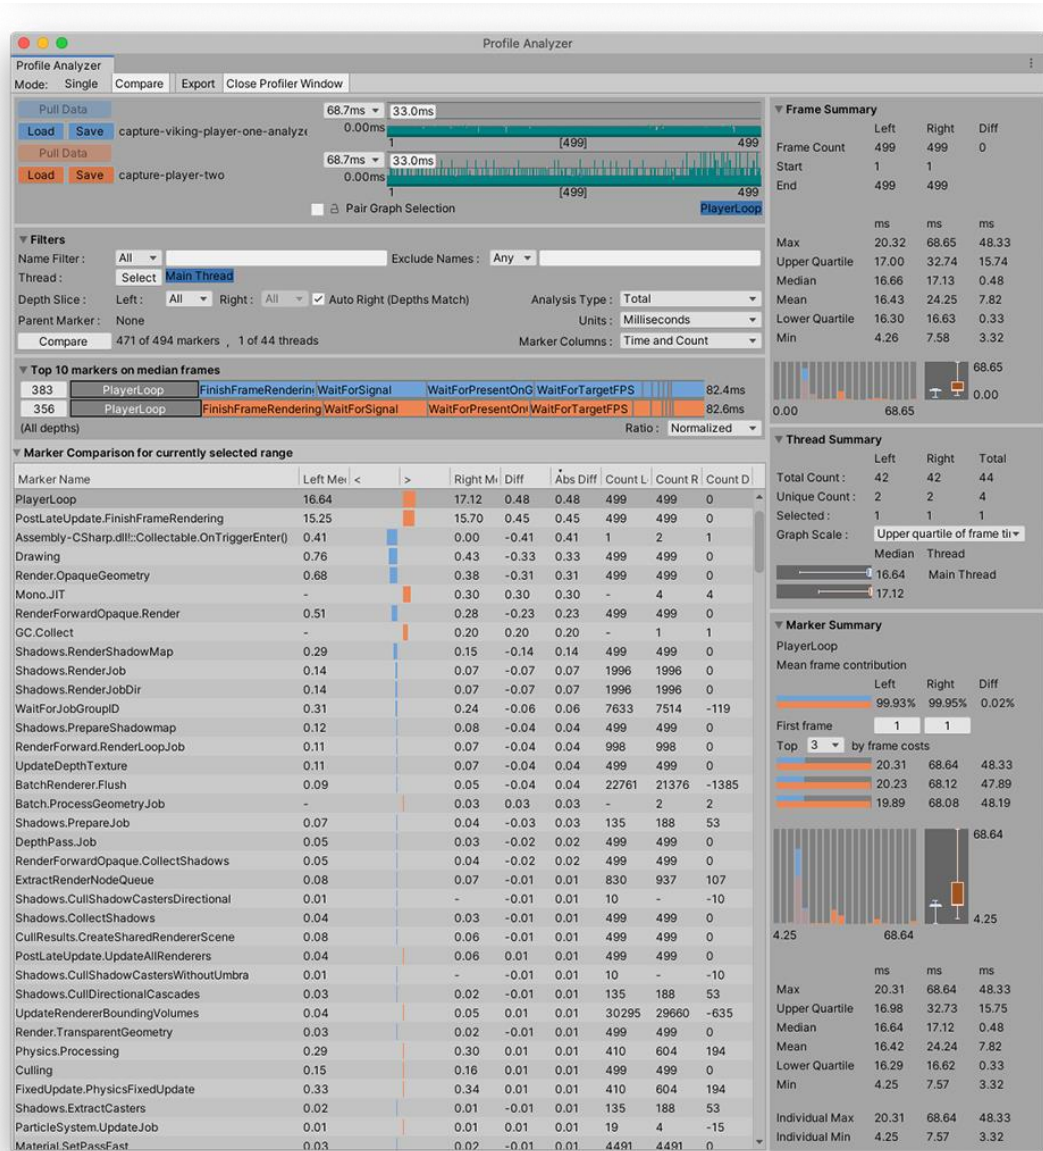 Profile Analyzer
Profile Analyzer
Mode: Single Compare Export Close Profiler Window
Pull Data
Load Save capture-viking-player-one-analyze
68.7ms 33.0ms
0.00ms
1 [499] 499
Pull Data
Load Save capture-player-two
68.7ms 33.0ms
0.00ms
1 [499] 499
Pair Graph Selection PlayerLoop
Filters
Name Filter : All Exclude Names : Any
Thread : Select Main Thread
Depth Slice : Left : All Right : All Auto Right (Depths Match) Analysis Type : Total
Parent Marker : None Units : Milliseconds
Compare 471 of 494 markers , 1 of 44 threads Marker Columns : Time and Count
Top 10 markers on median frames
383 PlayerLoop FinishFrameRendering WaitForSignal WaitForPresentOnG WaitForTargetFPS 82.4ms
356 PlayerLoop FinishFrameRendering WaitForSignal WaitForPresentOn WaitForTargetFPS 82.6ms
(All depths) Ratio : Normalized
Marker Comparison for currently selected range
Marker Name Left Med < > Right M Diff Abs Diff Count L Count R Count D
PlayerLoop 16.64 17.12 0.48 0.48 499 499 0
PostLateUpdate.FinishFrameRendering 15.25 15.70 0.45 0.45 499 499 0
Assembly-CSharp.dll!::Collectable.OnTriggerEnter() 0.41 0.00 -0.41 0.41 1 2 1
Drawing 0.76 0.43 -0.33 0.33 499 499 0
Render.OpaqueGeometry 0.68 0.38 -0.31 0.31 499 499 0
Mono.JIT - 0.30 0.30 0.30 - 4 4
RenderForwardOpaque.Render 0.51 0.28 -0.23 0.23 499 499 0
GC.Collect - 0.20 0.20 0.20 - 1 1
Shadows.RenderShadowMap 0.29 0.15 -0.14 0.14 499 499 0
Shadows.RenderJob 0.14 0.07 -0.07 0.07 1996 1996 0
Shadows.RenderJobDir 0.14 0.07 -0.07 0.07 1996 1996 0
WaitForJobGroupID 0.31 0.24 -0.06 0.06 7633 7514 -119
Shadows.PrepareShadowmap 0.12 0.08 -0.04 0.04 499 499 0
RenderForward.RenderLoopJob 0.11 0.07 -0.04 0.04 998 998 0
UpdateDepthTexture 0.11 0.07 -0.04 0.04 499 499 0
BatchRenderer.Flush 0.09 0.05 -0.04 0.04 22761 21376 -1385
Batch.ProcessGeometryJob - 0.03 0.03 0.03 - 2 2
Shadows.PrepareJob 0.07 0.04 -0.03 0.03 135 188 53
DepthPass.Job 0.05 0.03 -0.02 0.02 499 499 0
RenderForwardOpaque.CollectShadows 0.05 0.04 -0.02 0.02 499 499 0
ExtractRenderNodeQueue 0.08 0.07 -0.01 0.01 830 937 107
Shadows.CullShadowCastersDirectional 0.01 - -0.01 0.01 10 - -10
Shadows.CollectShadows 0.04 0.03 -0.01 0.01 499 499 0
CullResults.CreateSharedRendererScene 0.08 0.06 -0.01 0.01 499 499 0
PostLateUpdate.UpdateAllRenderers 0.04 0.06 0.01 0.01 499 499 0
Shadows.CullShadowCastersWithoutUmbra 0.01 - -0.01 0.01 10 - -10
Shadows.CullDirectionalCascades 0.03 0.02 -0.01 0.01 135 188 53
UpdateRendererBoundingVolumes 0.04 0.05 0.01 0.01 30295 29660 -635
Render.TransparentGeometry 0.03 0.02 -0.01 0.01 499 499 0
Physics.Processing 0.29 0.30 0.01 0.01 410 604 194
Culling 0.15 0.16 0.01 0.01 499 499 0
FixedUpdate.PhysicsFixedUpdate 0.33 0.34 0.01 0.01 410 604 194
Shadows.ExtractCasters 0.02 0.01 -0.01 0.01 135 188 53
ParticleSystem.UpdateJob 0.01 0.01 0.01 0.01 19 4 -15
Material.SetPassFast 0.03 0.02 -0.01 0.01 4491 4491 0
Frame Summary
Left Right Diff
Frame Count 499 499 0
Start 1 1
End 499 499
ms ms ms
Max 20.32 68.65 48.33
Upper Quartile 17.00 32.74 15.74
Median 16.66 17.13 0.48
Mean 16.43 24.25 7.82
Lower Quartile 16.30 16.63 0.33
Min 4.26 7.58 3.32
68.65
0.00
0.00 68.65
Thread Summary
Left Right Total
Total Count : 42 42 44
Unique Count : 2 2 4
Selected : 1 1 1
Graph Scale : Upper quartile of frame tin
Median Thread
16.64 Main Thread
17.12
Marker Summary
PlayerLoop
Mean frame contribution
Left Right Diff
99.93% 99.95% 0.02%
First frame 1 1
Top 3 by frame costs
20.31 68.64 48.33
20.23 68.12 47.89
19.89 68.08 48.19
68.64
4.25
4.25 68.64
ms ms ms
Max 20.31 68.64 48.33
Upper Quartile 16.98 32.73 15.75
Median 16.64 17.12 0.48
Mean 16.42 24.24 7.82
Lower Quartile 16.29 16.62 0.33
Min 4.25 7.57 3.32
Individual Max 20.31 68.64 48.33
Individual Min 4.25 7.57 3.32